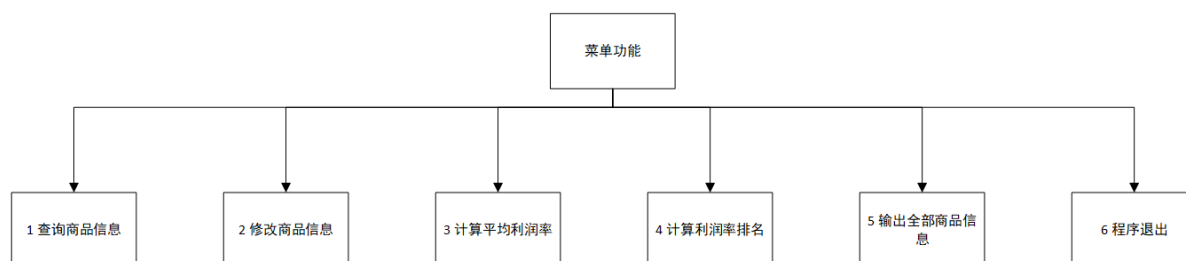 菜单功能
1 查询商品信息
2 修改商品信息
3 计算平均利润率
4 计算利润率排名
5 输出全部商品信
息
6 程序退出